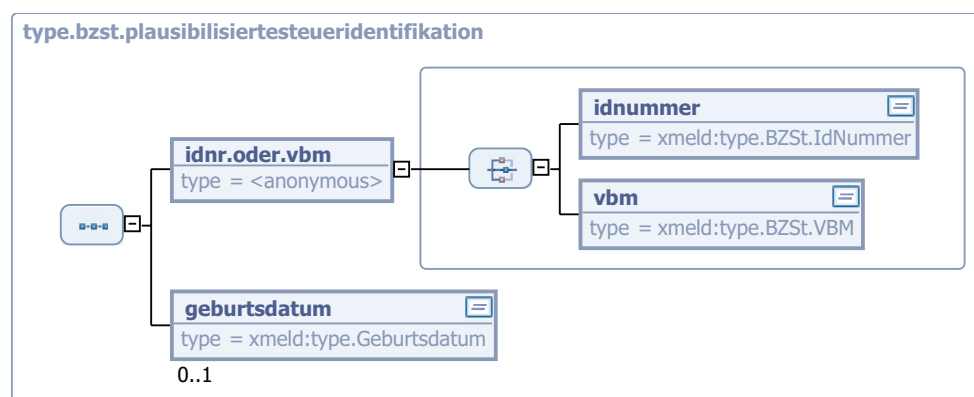 type.bzst.plausibilisiertesteueridentifikation
idnummer
type = xmeld:type.BZSt.IdNummer
idnr.oder.vbm
type = <anonymous>
vbm
type = xmeld:type.BZSt.VBM
geburtsdatum
type = xmeld:type.Geburtsdatum
0..1